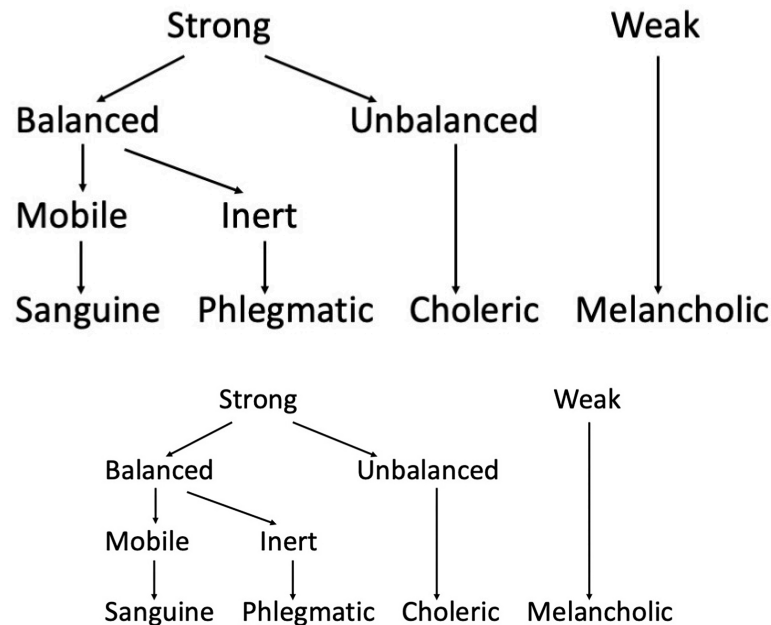 Strong Weak
Balanced Unbalanced
Mobile Inert
Sanguine Phlegmatic Choleric Melancholic
Strong Weak
Balanced Unbalanced
Mobile Inert
Sanguine Phlegmatic Choleric Melancholic